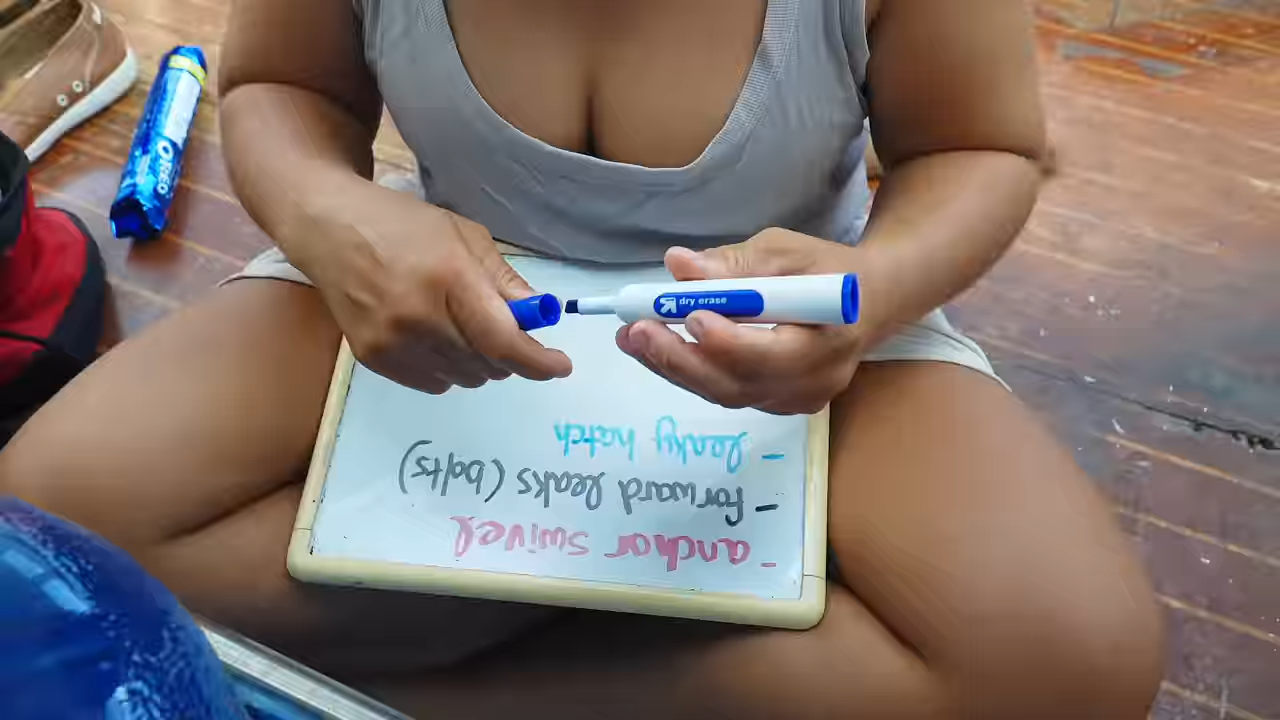 OREO
dry erase
- anchor swivel
- forward leaks (bolts)
- leaky hatch